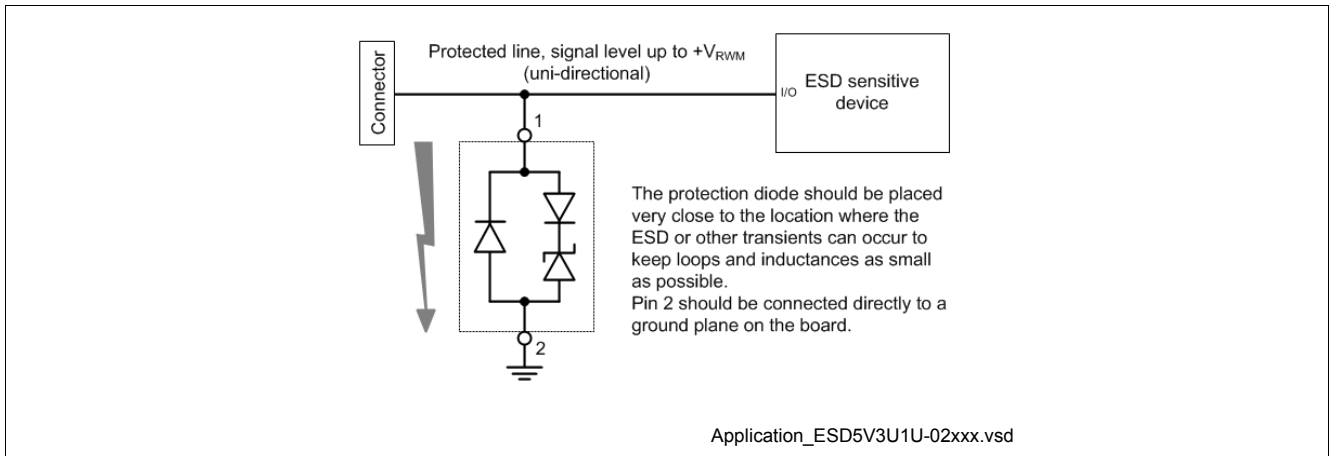 Connector
Protected line, signal level up to +VRWM
(uni-directional)
I/O
ESD sensitive
device
1
The protection diode should be placed
very close to the location where the
ESD or other transients can occur to
keep loops and inductances as small
as possible.
Pin 2 should be connected directly to a
ground plane on the board.
2
Application_ESD5V3U1U-02xxx.vsd